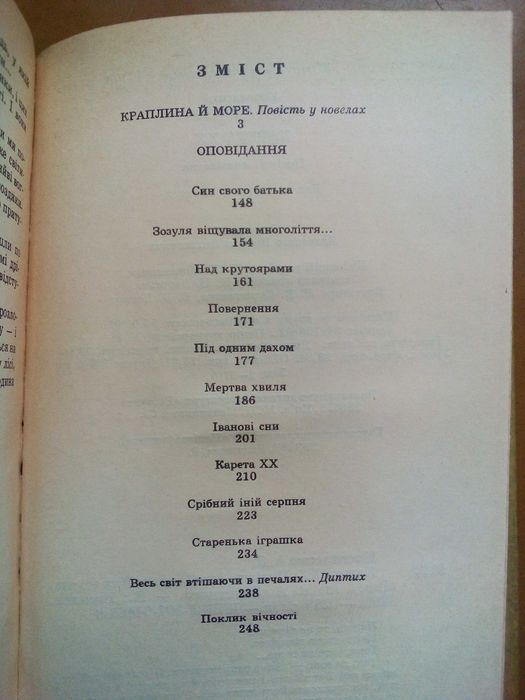 ЗМІСТ
КРАПЛИНА Й МОРЕ. Повість у новелах
3
ОПОВІДАННЯ
Син свого батька
148
Зозуля віщувала многоліття...
154
Над крутоярами
161
Повернення
171
Під одним дахом
177
Мертва хвиля
186
Іванові сни
201
Карета XX
210
Срібний іній серпня
223
Старенька іграшка
234
Весь світ втішаючи в печалях... Диптих
238
Поклик вічності
248